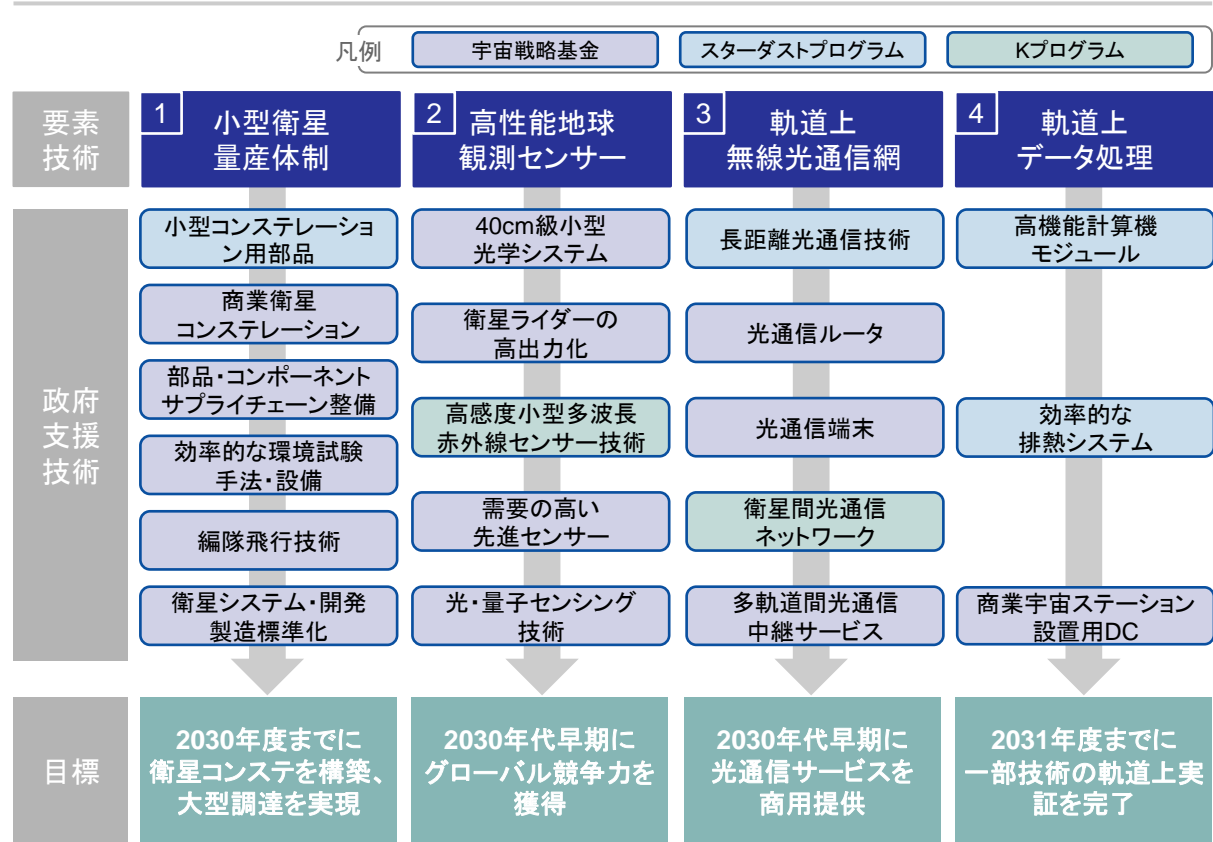 凡例
宇宙戦略基金
スターダストプログラム
Kプログラム
要素
技術
1
小型衛星
量産体制
2
高性能地球
観測センサー
3
軌道上
無線光通信網
4
軌道上
データ処理
政府
支援
技術
小型コンステレーショ
ン用部品
商業衛星
コンステレーション
部品・コンポーネント
サプライチェーン整備
効率的な環境試験
手法・設備
編隊飛行技術
衛星システム・開発
製造標準化
40cm級小型
光学システム
衛星ライダーの
高出力化
高感度小型多波長
赤外線センサー技術
需要の高い
先進センサー
光・量子センシング
技術
長距離光通信技術
光通信ルータ
光通信端末
衛星間光通信
ネットワーク
多軌道間光通信
中継サービス
高機能計算機
モジュール
効率的な
排熱システム
商業宇宙ステーション
設置用DC
目標
2030年度までに
衛星コンステを構築、
大型調達を実現
2030年代早期に
グローバル競争力を
獲得
2030年代早期に
光通信サービスを
商用提供
2031年度までに
一部技術の軌道上実
証を完了